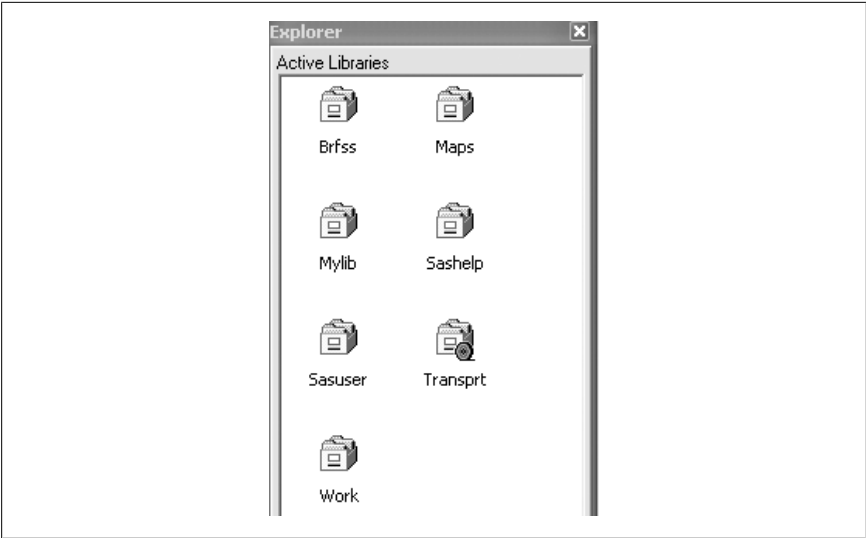 Explorer
Active Libraries
Brfss Maps
Mylib Sashelp
Sasuser Transprt
Work